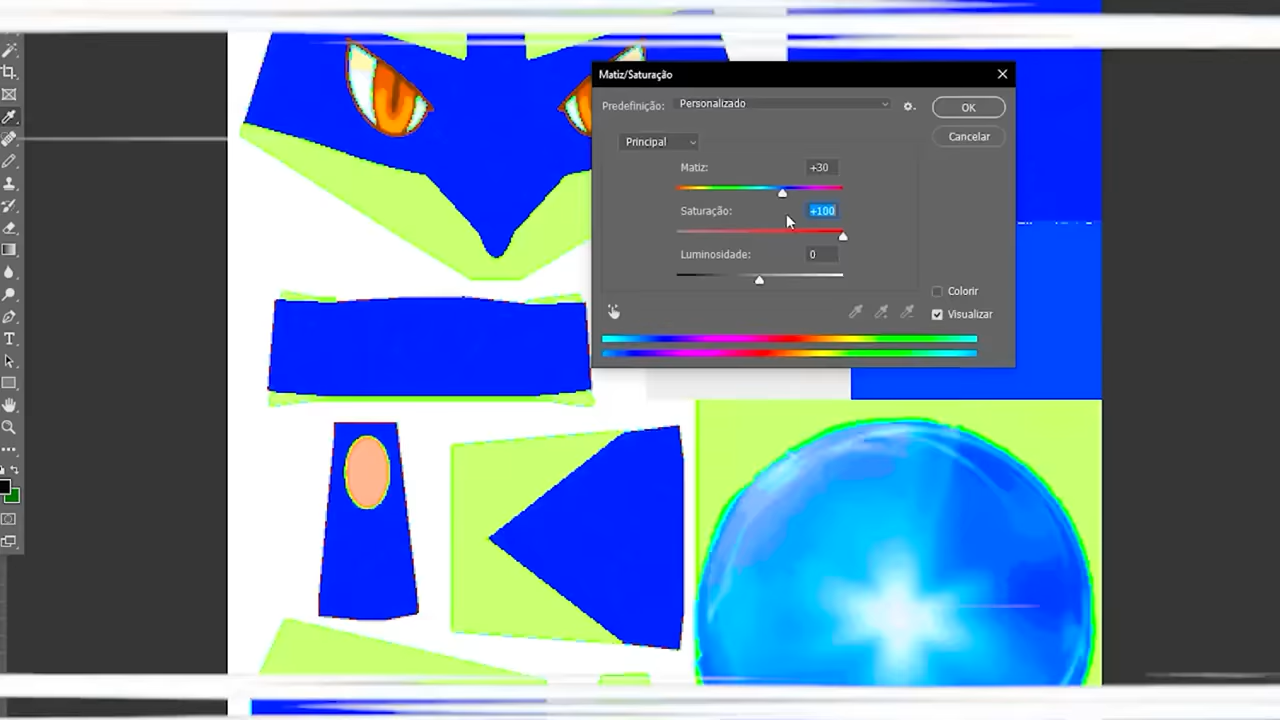 Matiz/Saturação
Predefinição: Personalizado
OK
Cancelar
Principal
Matiz: +30
Saturação: +100
Luminosidade: 0
Colorir
Visualizar